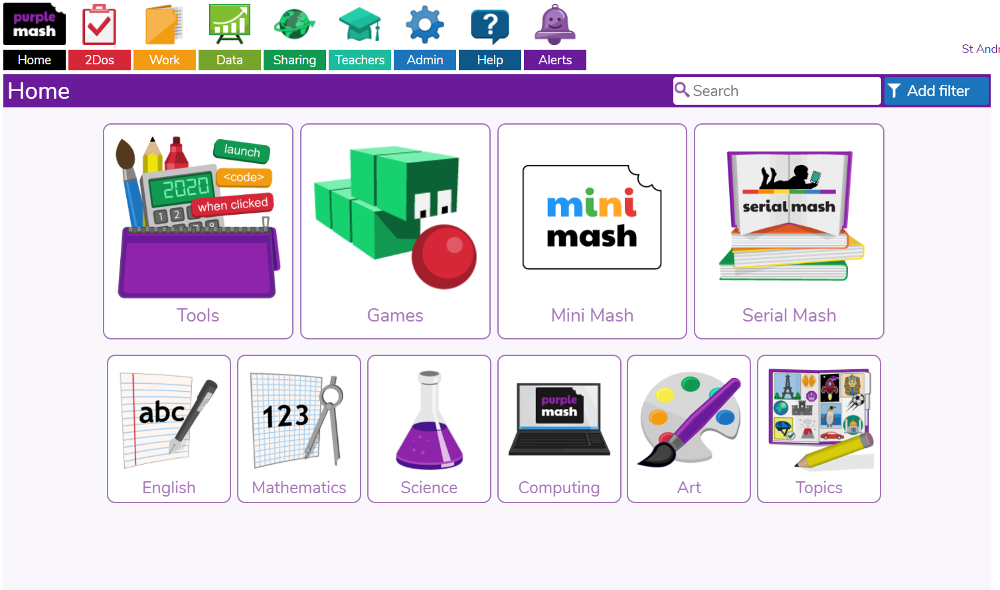 purple
mash
Home 2Dos Work Data Sharing Teachers Admin Help Alerts
St Andr
Home Search Add filter
launch
<code>
2020
when clicked
1 2
7 8
mini
mash
serial mash
Tools Games Mini Mash Serial Mash
abc
123
purple
mash
English Mathematics Science Computing Art Topics